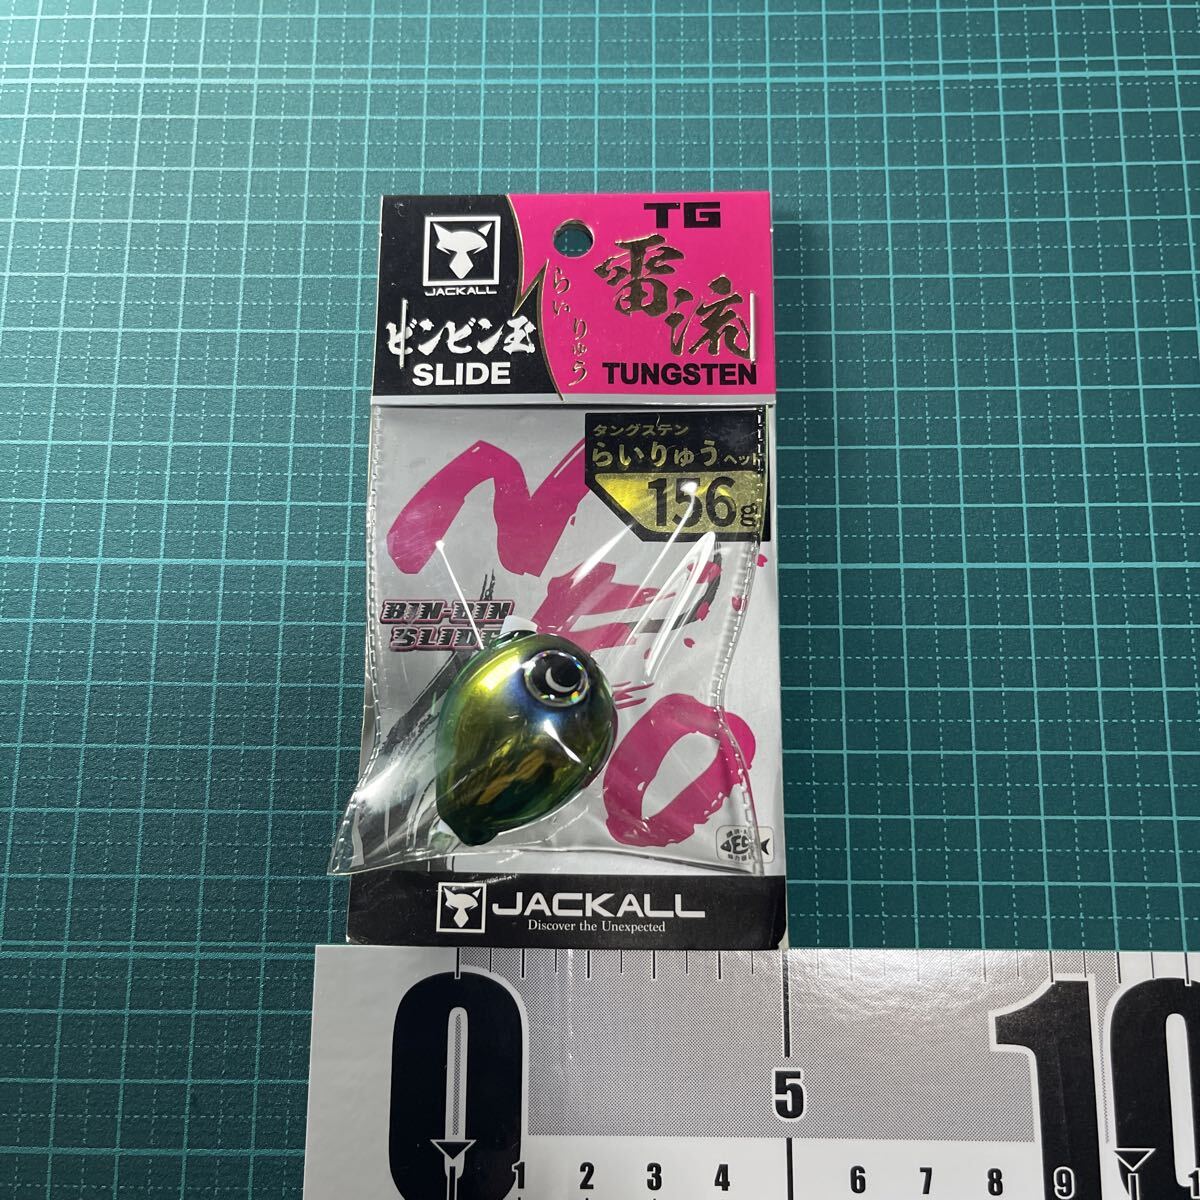 JACKALL
ビンビン玉
SLIDE
らいりゅう
TG
雷流
TUNGSTEN
タングステン
らいりゅうヘッド
156g
NEO
BIN-BIN
SLIDE
JACKALL
Discover the Unexpected
0
5
10
1 2 3 4 6 7 8 9